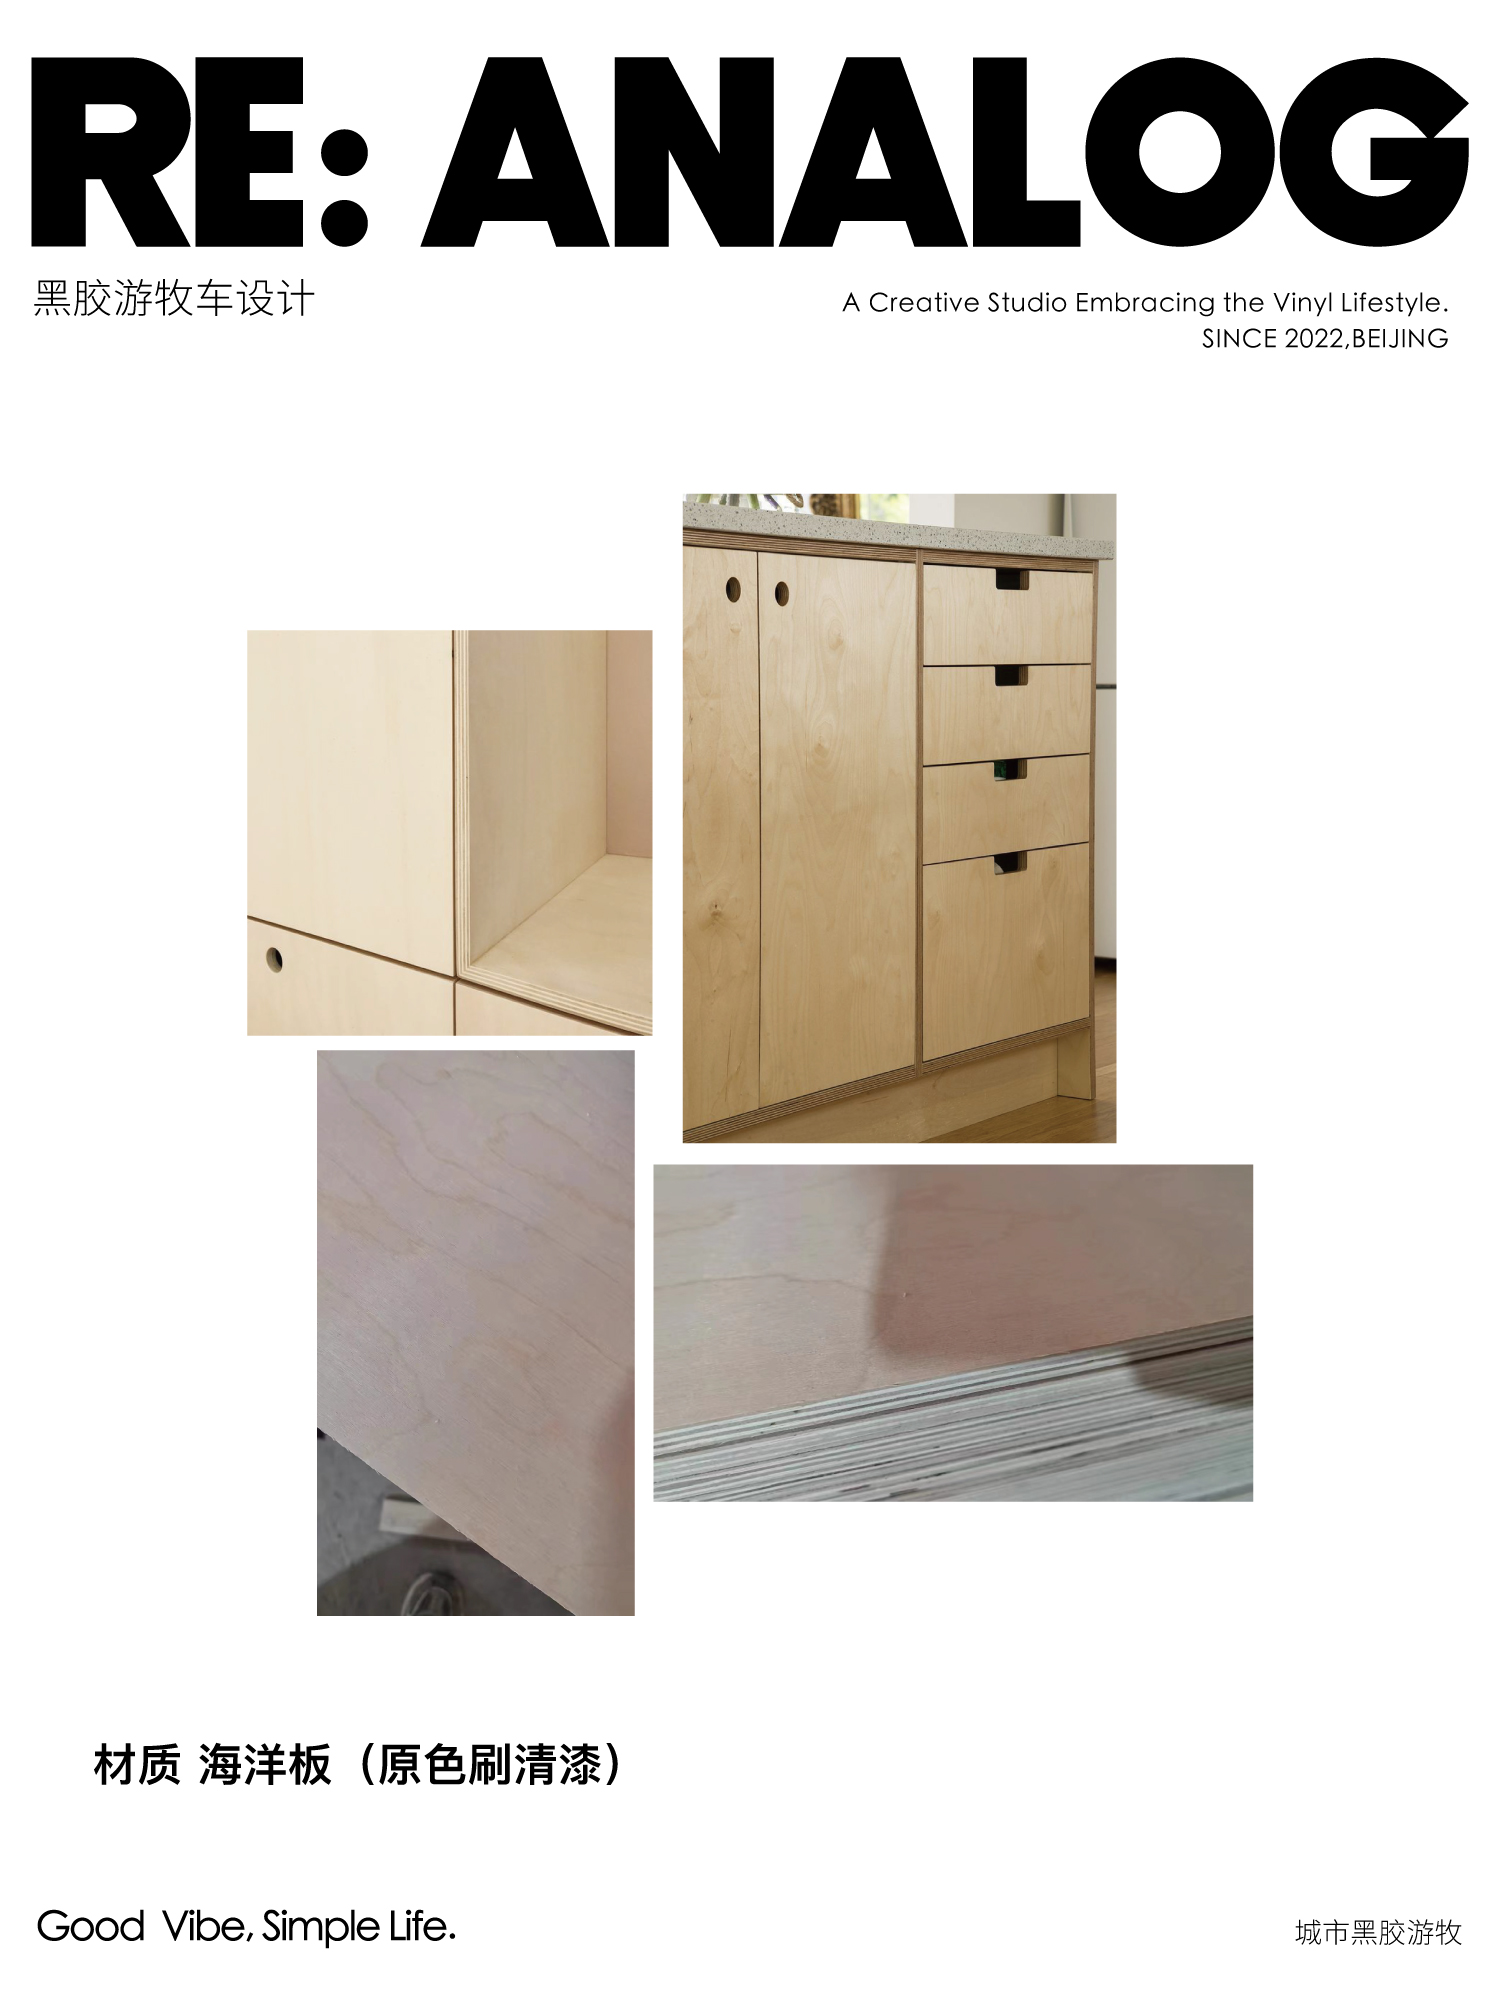 RE: ANALOG
黑胶游牧车设计
A Creative Studio Embracing the Vinyl Lifestyle.
SINCE 2022,BEIJING
材质 海洋板（原色刷清漆）
Good Vibe, Simple Life.
城市黑胶游牧